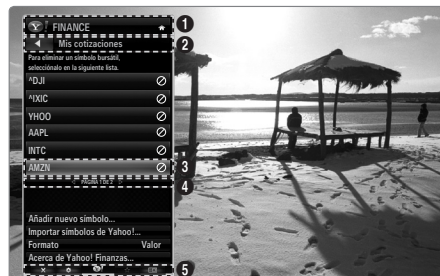 Y! FINANCE
1
Mis cotizaciones
2
Para eliminar un símbolo bursátil,
selecciónalo en la siguiente lista.
^DJI
^IXIC
YHOO
AAPL
INTC
AMZN
3
< PÁGINA 1 DE 2 >
4
Añadir nuevo símbolo...
Importar símbolos de Yahoo!...
Formato Valor
Acerca de Yahoo! Finanzas...
5